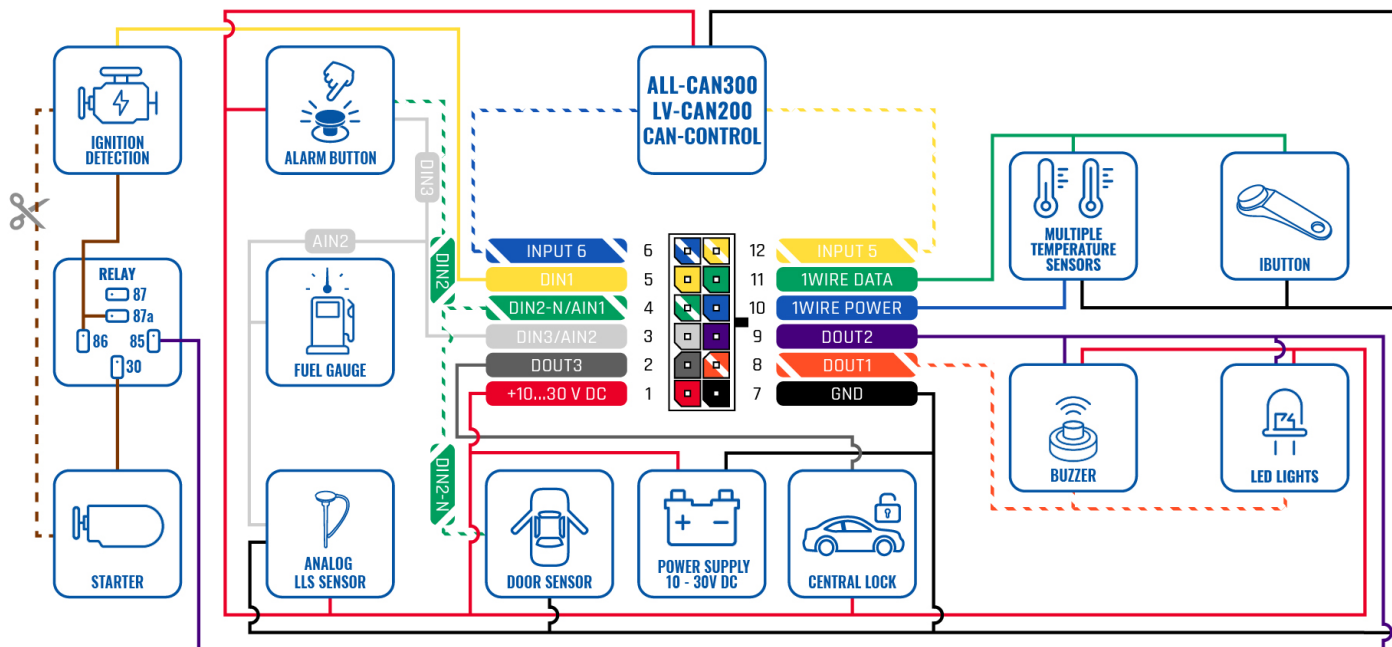 ALL-CAN300
LV-CAN200
CAN-CONTROL
IGNITION
DETECTION
ALARM BUTTON
DIN3
AIN2
DIN2
MULTIPLE
TEMPERATURE
SENSORS
IBUTTON
INPUT 6 6 12 INPUT 5
DIN1 5 11 1WIRE DATA
DIN2-N/AIN1 4 10 1WIRE POWER
DIN3/AIN2 3 9 DOUT2
DOUT3 2 8 DOUT1
+10...30 V DC 1 7 GND
RELAY
87
87a
86 85
30
FUEL GAUGE
BUZZER
LED LIGHTS
DIN2-N
STARTER
ANALOG
LLS SENSOR
DOOR SENSOR
POWER SUPPLY
10 - 30V DC
CENTRAL LOCK